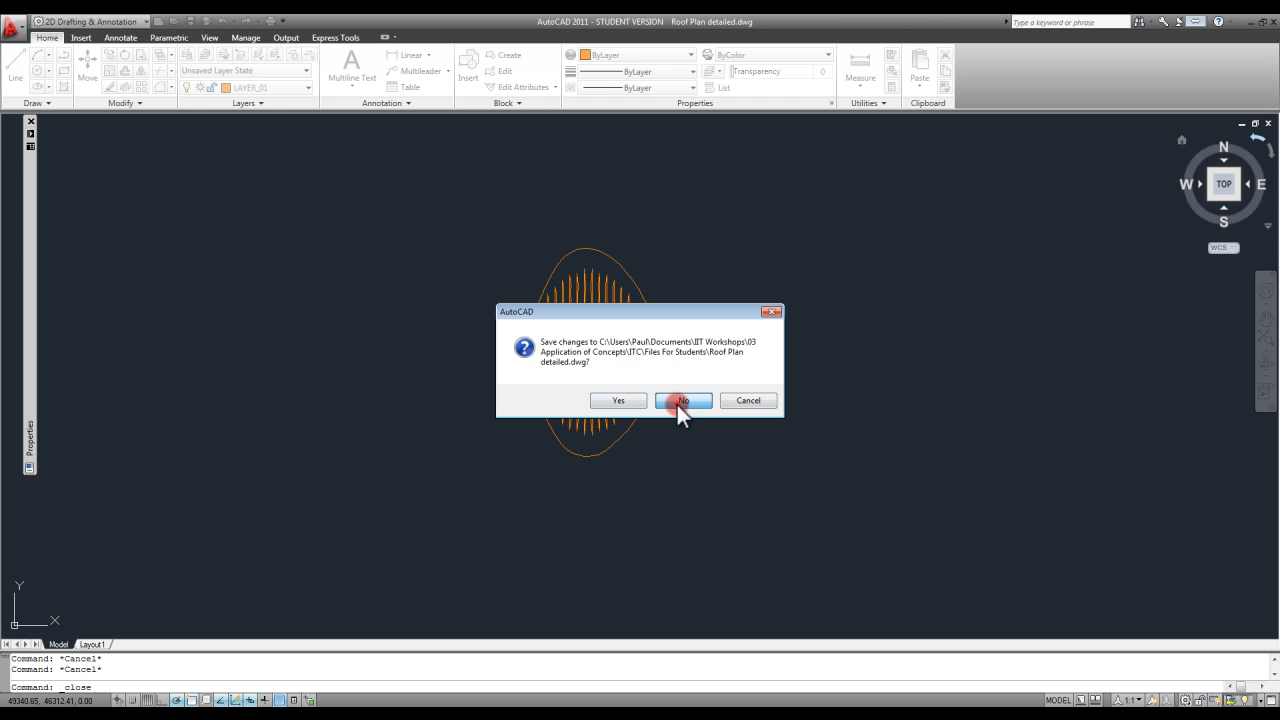 2D Drafting & Annotation
AutoCAD 2011 - STUDENT VERSION Roof Plan detailed.dwg
Type a keyword or phrase
Home Insert Annotate Parametric View Manage Output Express Tools
Line
Move
Unsaved Layer State
LAYER_01
Multiline Text
Linear
Multileader
Table
Insert
Create
Edit
Edit Attributes
ByLayer
ByLayer
ByLayer
ByColor
Transparency 0
List
Measure
Paste
Draw Modify Layers Annotation Block Properties Utilities Clipboard
N
W TOP E
S
WCS
AutoCAD
Save changes to C:\Users\Paul\Documents\IIT Workshops\03
Application of Concepts\ITC\Files For Students\Roof Plan
detailed.dwg?
Yes No Cancel
Properties
Y
X
Model Layout1
Command: *Cancel*
Command: *Cancel*
Command: _close
49340.65, 46312.41, 0.00
MODEL
1:1